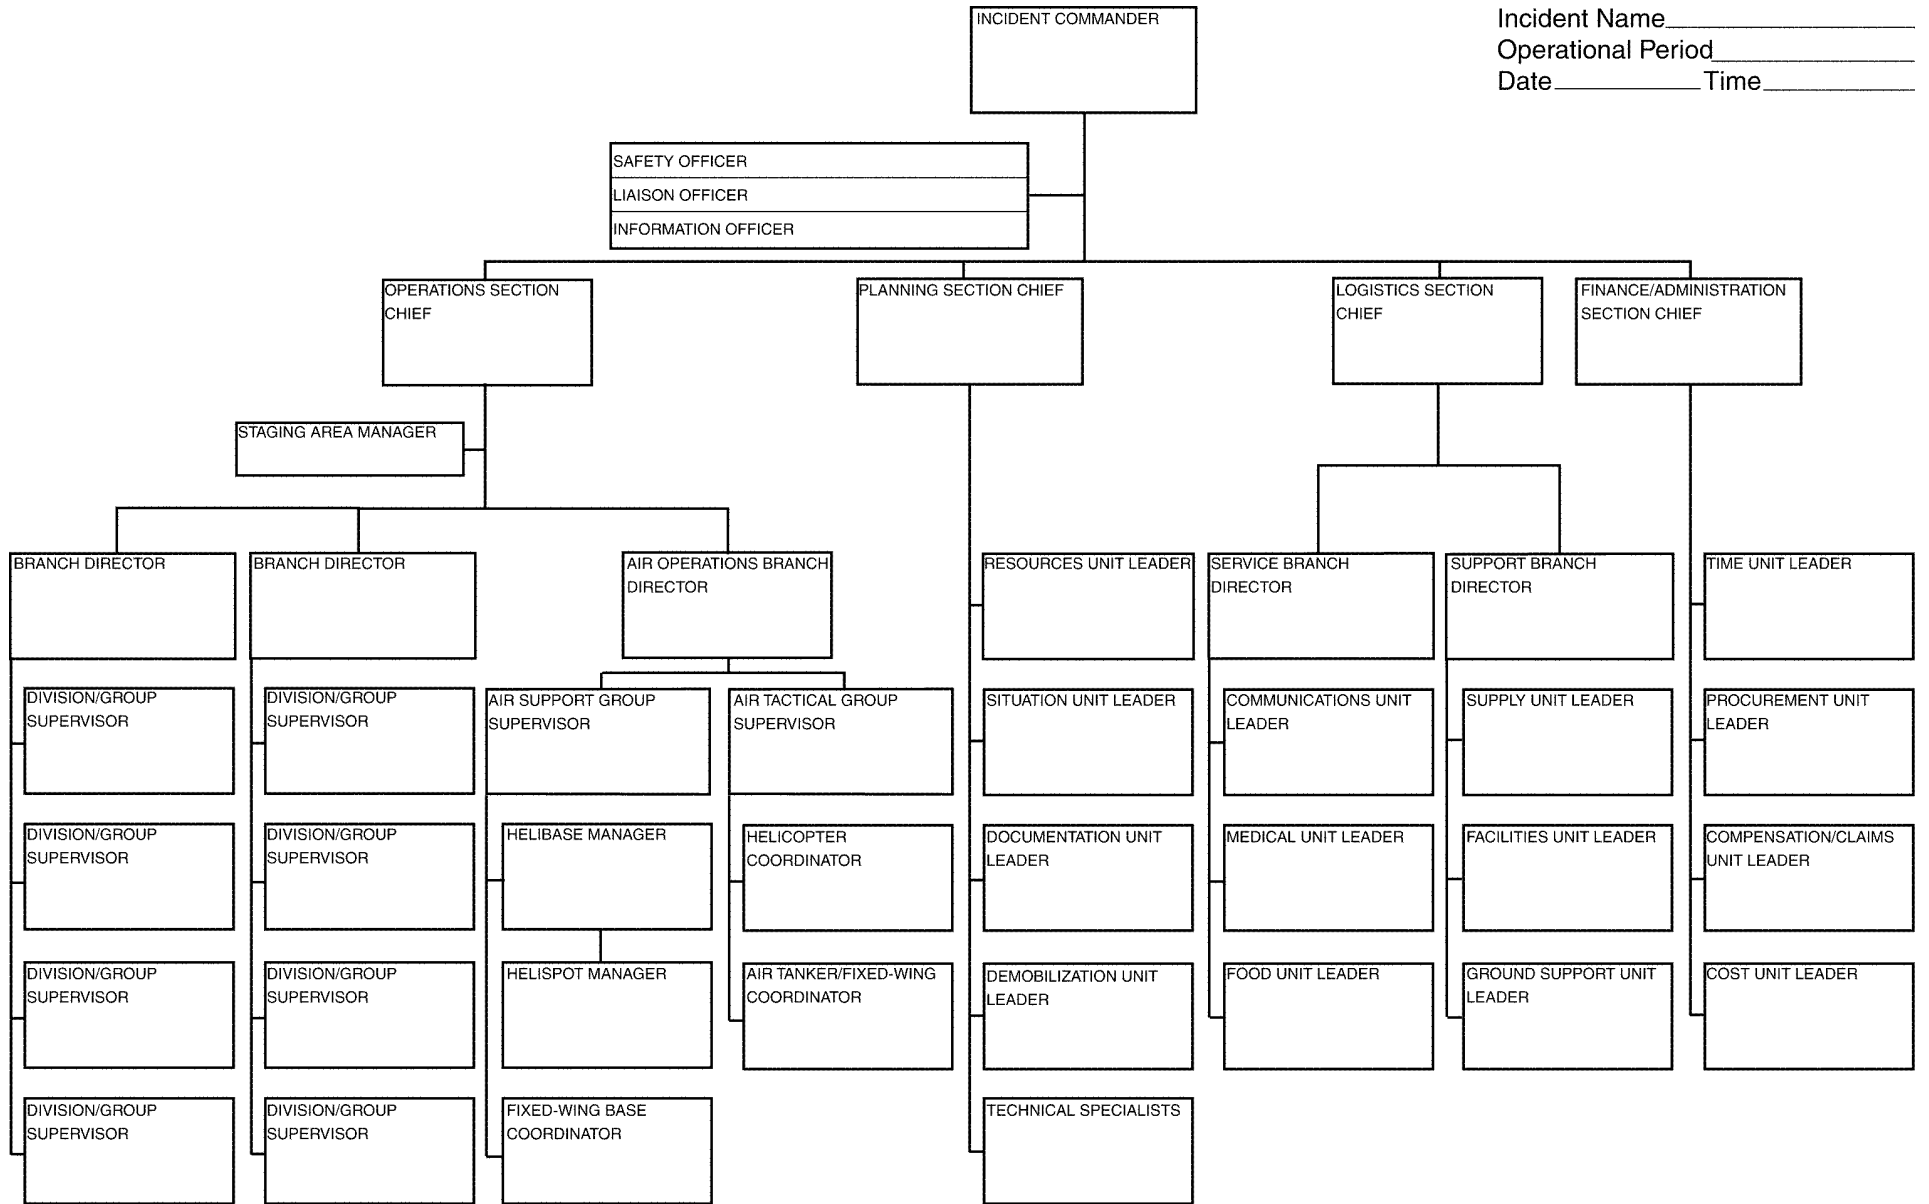 INCIDENT COMMANDER
Incident Name
Operational Period
Date Time
SAFETY OFFICER
LIAISON OFFICER
INFORMATION OFFICER
OPERATIONS SECTION
CHIEF
PLANNING SECTION CHIEF
LOGISTICS SECTION
CHIEF
FINANCE/ADMINISTRATION
SECTION CHIEF
STAGING AREA MANAGER
BRANCH DIRECTOR
BRANCH DIRECTOR
AIR OPERATIONS BRANCH
DIRECTOR
RESOURCES UNIT LEADER
SERVICE BRANCH
DIRECTOR
SUPPORT BRANCH
DIRECTOR
TIME UNIT LEADER
DIVISION/GROUP
SUPERVISOR
DIVISION/GROUP
SUPERVISOR
AIR SUPPORT GROUP
SUPERVISOR
AIR TACTICAL GROUP
SUPERVISOR
SITUATION UNIT LEADER
COMMUNICATIONS UNIT
LEADER
SUPPLY UNIT LEADER
PROCUREMENT UNIT
LEADER
DIVISION/GROUP
SUPERVISOR
DIVISION/GROUP
SUPERVISOR
HELIBASE MANAGER
HELICOPTER
COORDINATOR
DOCUMENTATION UNIT
LEADER
MEDICAL UNIT LEADER
FACILITIES UNIT LEADER
COMPENSATION/CLAIMS
UNIT LEADER
DIVISION/GROUP
SUPERVISOR
DIVISION/GROUP
SUPERVISOR
HELISPOT MANAGER
AIR TANKER/FIXED-WING
COORDINATOR
DEMOBILIZATION UNIT
LEADER
FOOD UNIT LEADER
GROUND SUPPORT UNIT
LEADER
COST UNIT LEADER
DIVISION/GROUP
SUPERVISOR
DIVISION/GROUP
SUPERVISOR
FIXED-WING BASE
COORDINATOR
TECHNICAL SPECIALISTS